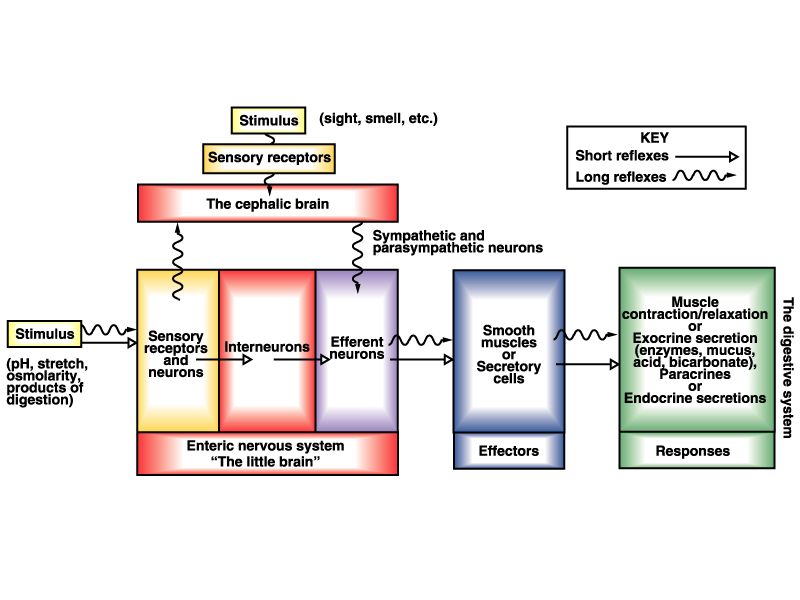 Stimulus
(sight, smell, etc.)
Sensory receptors
The cephalic brain
KEY
Short reflexes
Long reflexes
Sympathetic and
parasympathetic neurons
Stimulus
(pH, stretch,
osmolarity,
products of
digestion)
Sensory
receptors
and
neurons
Interneurons
Efferent
neurons
Enteric nervous system
“The little brain”
Smooth
muscles
or
Secretory
cells
Effectors
Muscle
contraction/relaxation
or
Exocrine secretion
(enzymes, mucus,
acid, bicarbonate),
Paracrines
or
Endocrine secretions
Responses
The digestive system